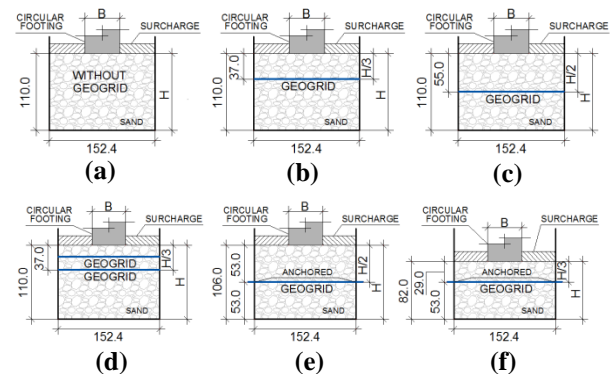 CIRCULAR
FOOTING
B
SURCHARGE
WITHOUT
GEOGRID
110.0
H
SAND
152.4
(a)
CIRCULAR
FOOTING
B
SURCHARGE
37.0
H/3
GEOGRID
110.0
H
SAND
152.4
(b)
CIRCULAR
FOOTING
B
SURCHARGE
55.0
H/2
GEOGRID
110.0
H
SAND
152.4
(c)
CIRCULAR
FOOTING
B
SURCHARGE
37.0
H/3
GEOGRID
GEOGRID
110.0
H
SAND
152.4
(d)
CIRCULAR
FOOTING
B
SURCHARGE
53.0
H/2
ANCHORED
GEOGRID
106.0
53.0
H
SAND
152.4
(e)
CIRCULAR
FOOTING
B
SURCHARGE
29.0
H/3
ANCHORED
GEOGRID
82.0
53.0
H
SAND
152.4
(f)